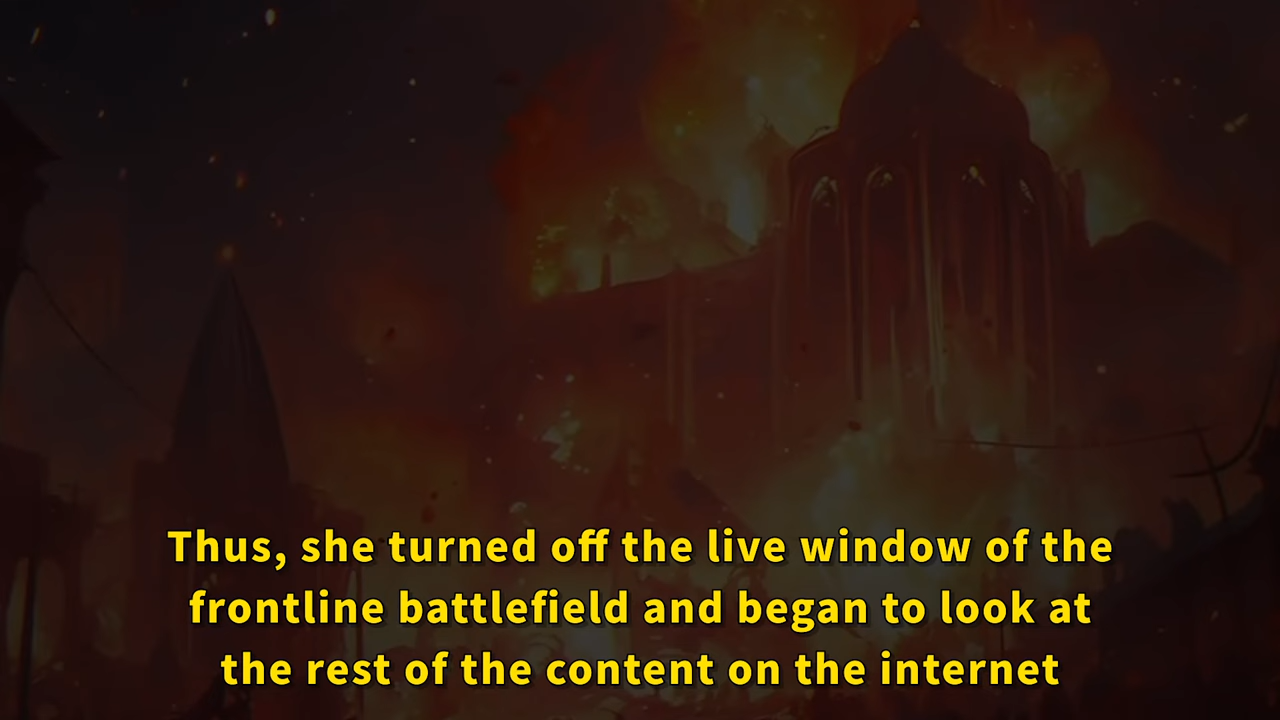 Thus, she turned off the live window of the
frontline battlefield and began to look at
the rest of the content on the internet